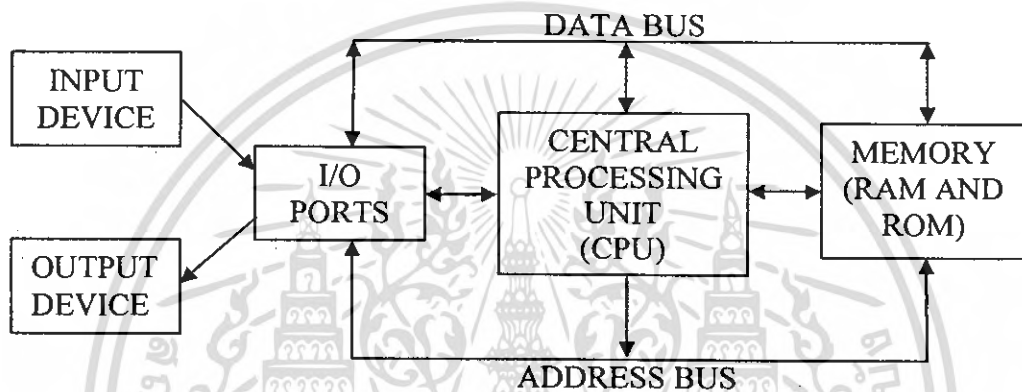 DATA BUS
INPUT
DEVICE
I/O
PORTS
CENTRAL
PROCESSING
UNIT
(CPU)
MEMORY
(RAM AND
ROM)
OUTPUT
DEVICE
ADDRESS BUS